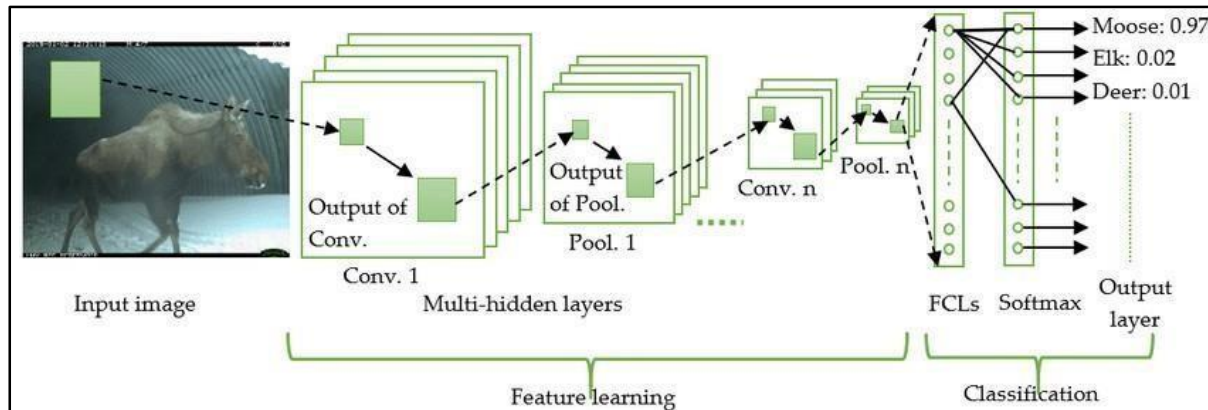 Moose: 0.97
Elk: 0.02
Deer: 0.01
Output of
Conv.
Conv. 1
Output
of Pool.
Pool. 1
Conv. n
Pool. n
Input image
Multi-hidden layers
FCLs
Softmax
Output
layer
Feature learning
Classification